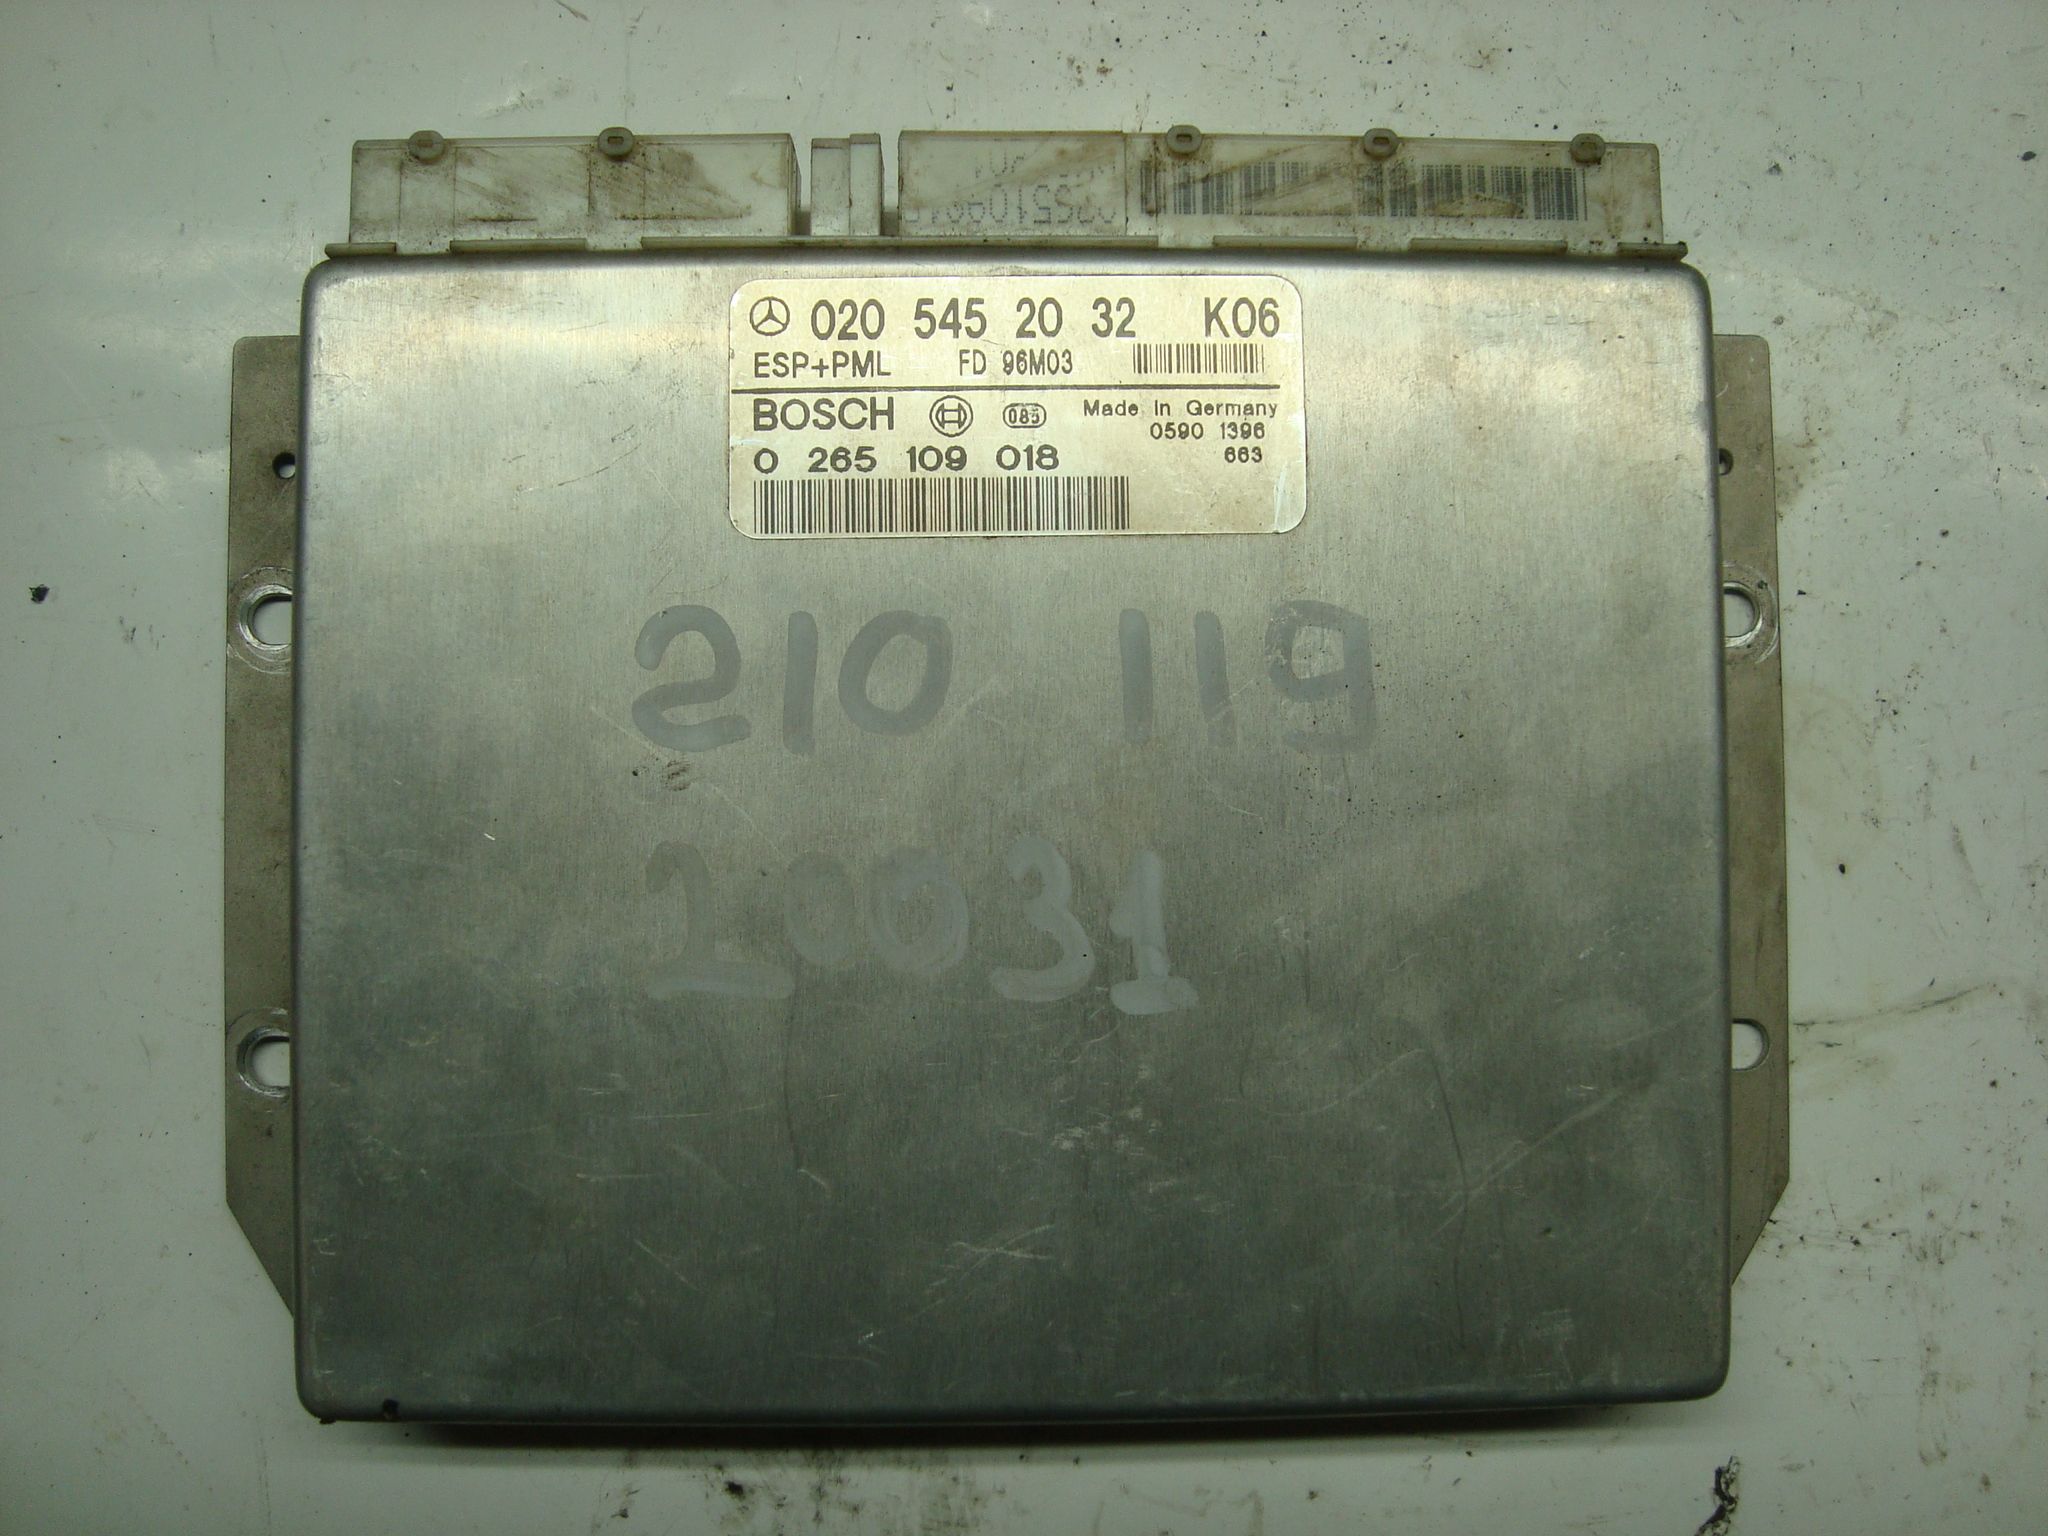 020 545 20 32 K06
ESP+PML FD 96M03
BOSCH 085 Made in Germany
0590 1396
0 265 109 018 663
210 119
20031